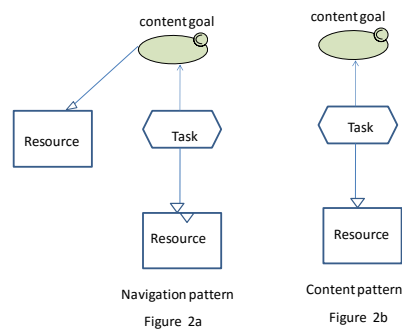 content goal
C
Resource
Task
Resource
Navigation pattern
Figure 2a
content goal
C
Task
Resource
Content pattern
Figure 2b